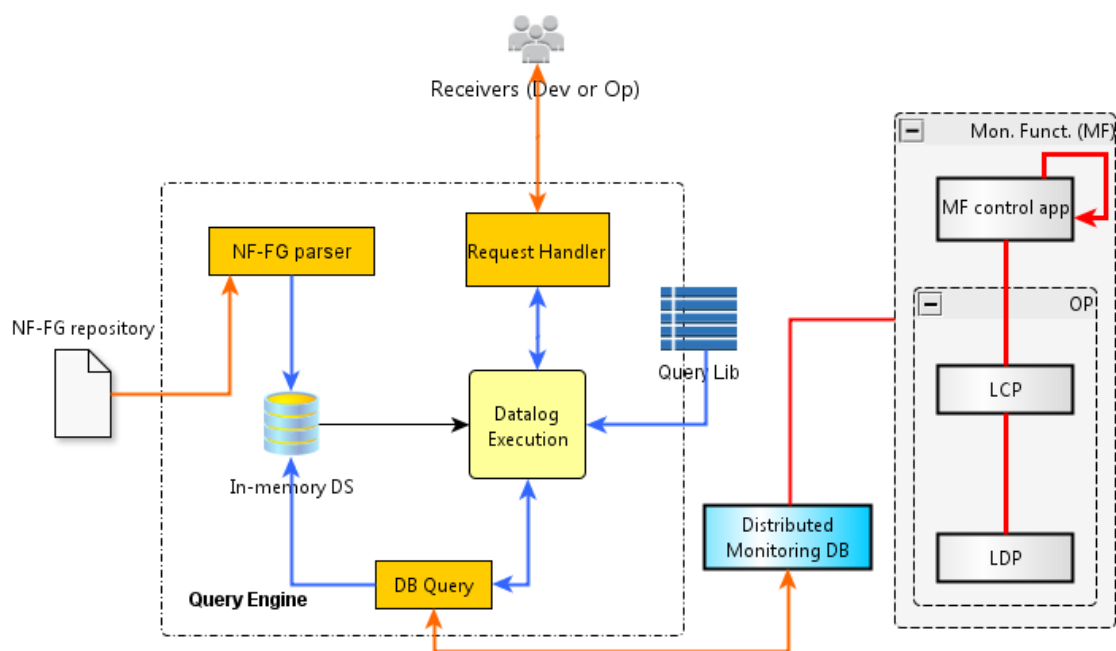 Receivers (Dev or Op)
Mon. Funct. (MF)
MF control app
NF-FG parser
Request Handler
OP
NF-FG repository
Query Lib
LCP
Datalog
Execution
In-memory DS
Distributed
Monitoring DB
LDP
DB Query
Query Engine